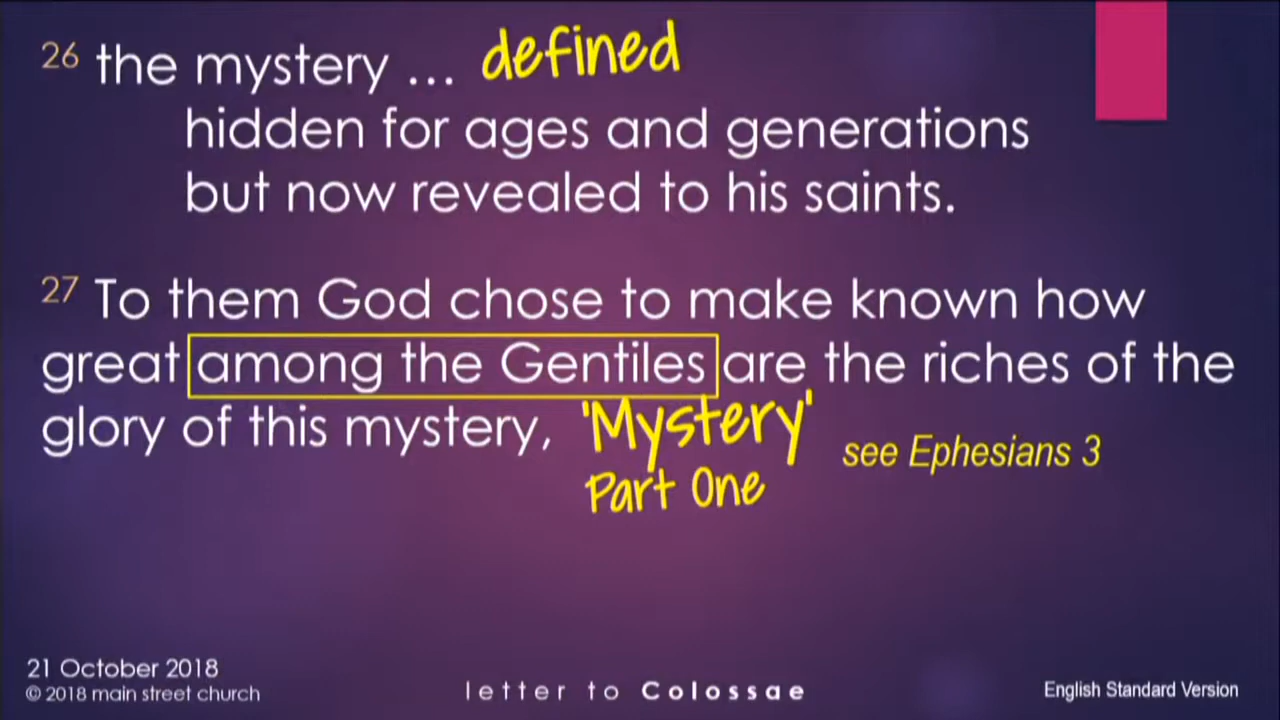 26 the mystery ... defined
hidden for ages and generations
but now revealed to his saints.
27 To them God chose to make known how
great among the Gentiles are the riches of the
glory of this mystery, 'Mystery' see Ephesians 3
Part One
21 October 2018
© 2018 main street church
letter to Colossae
English Standard Version